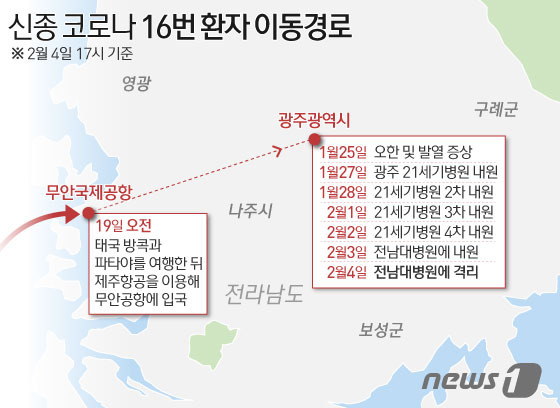 신종 코로나 16번 환자 이동경로
※ 2월 4일 17시 기준
영광
구례군
광주광역시
1월25일 오한 및 발열 증상
1월27일 광주 21세기병원 내원
1월28일 21세기병원 2차 내원
2월1일 21세기병원 3차 내원
2월2일 21세기병원 4차 내원
2월3일 전남대병원에 내원
2월4일 전남대병원에 격리
무안국제공항
19일 오전
태국 방콕과
파타야를 여행한 뒤
제주항공을 이용해
무안공항에 입국
나주시
전라남도
보성군
news1